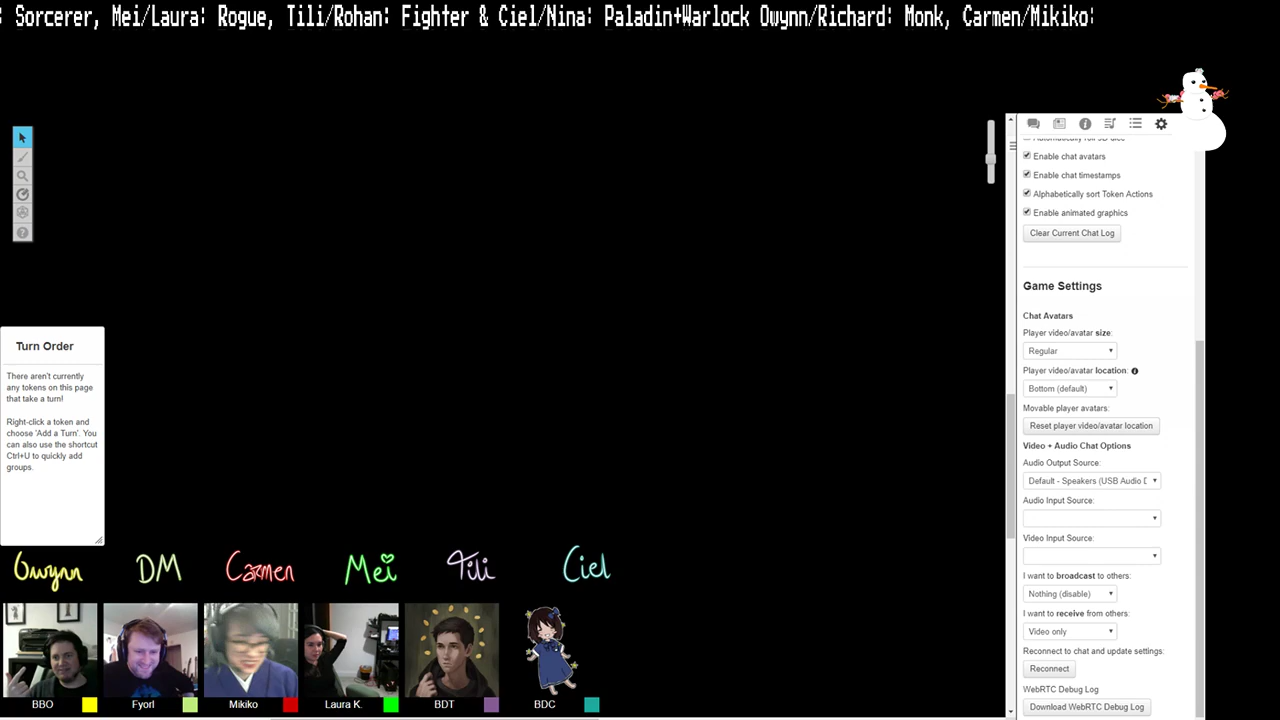 : Sorcerer, Mei/Laura: Rogue, Tili/Rohan: Fighter & Ciel/Nina: Paladin+Warlock Owynn/Richard: Monk, Carmen/Mikiko:
Enable chat avatars
Enable chat timestamps
Alphabetically sort Token Actions
Enable animated graphics
Clear Current Chat Log
Game Settings
Chat Avatars
Player video/avatar size:
Regular
Player video/avatar location:
Bottom (default)
Movable player avatars:
Reset player video/avatar location
Video + Audio Chat Options
Audio Output Source:
Default - Speakers (USB Audio D
Audio Input Source:
Video Input Source:
I want to broadcast to others:
Nothing (disable)
I want to receive from others:
Video only
Reconnect to chat and update settings:
Reconnect
WebRTC Debug Log
Download WebRTC Debug Log
Turn Order
There aren't currently
any tokens on this page
that take a turn!
Right-click a token and
choose 'Add a Turn'. You
can also use the shortcut
Ctrl+U to quickly add
groups.
Owynn DM Carmen Mei Tili Ciel
BBO Fyorl Mikiko Laura K. BDT BDC